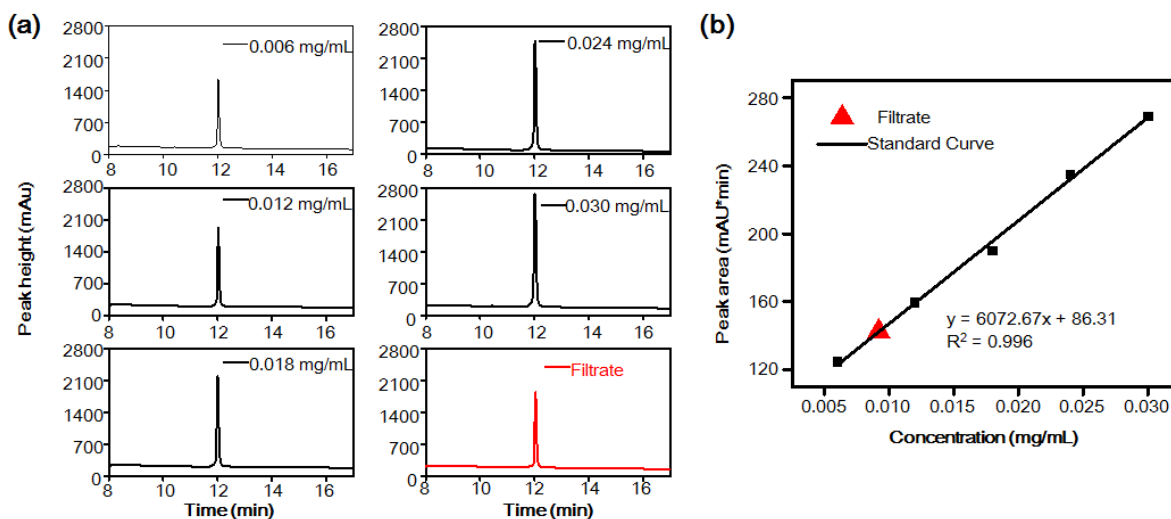 (a)
2800
2100
1400
700
0
8 10 12 14 16
0.006 mg/mL
2800
2100
1400
700
0
8 10 12 14 16
0.024 mg/mL
2800
2100
1400
700
0
8 10 12 14 16
0.012 mg/mL
2800
2100
1400
700
0
8 10 12 14 16
0.030 mg/mL
2800
2100
1400
700
0
8 10 12 14 16
0.018 mg/mL
2800
2100
1400
700
0
8 10 12 14 16
Filtrate
Peak height (mAu)
Time (min)
Time (min)
(b)
Filtrate
Standard Curve
280
240
200
160
120
Peak area (mAU*min)
y = 6072.67x + 86.31
R² = 0.996
0.005 0.010 0.015 0.020 0.025 0.030
Concentration (mg/mL)